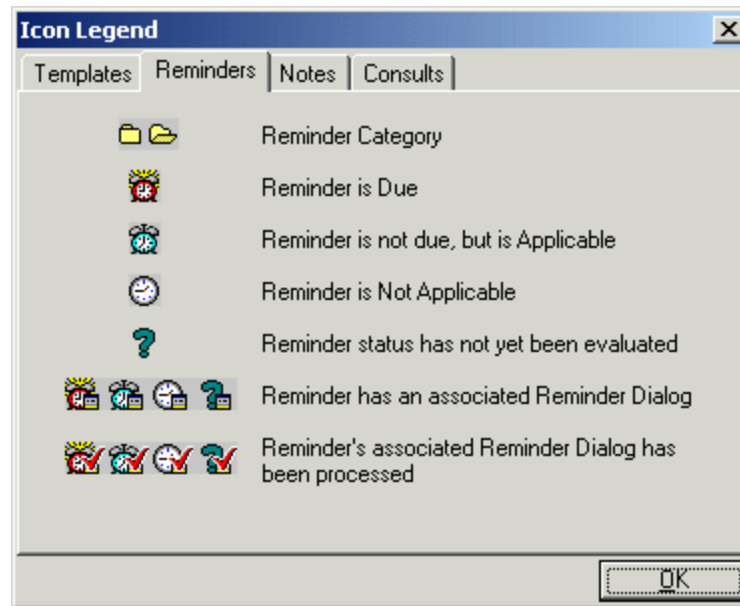 Icon Legend
Templates Reminders Notes Consults
Reminder Category
Reminder is Due
Reminder is not due, but is Applicable
Reminder is Not Applicable
Reminder status has not yet been evaluated
Reminder has an associated Reminder Dialog
Reminder's associated Reminder Dialog has
been processed
OK